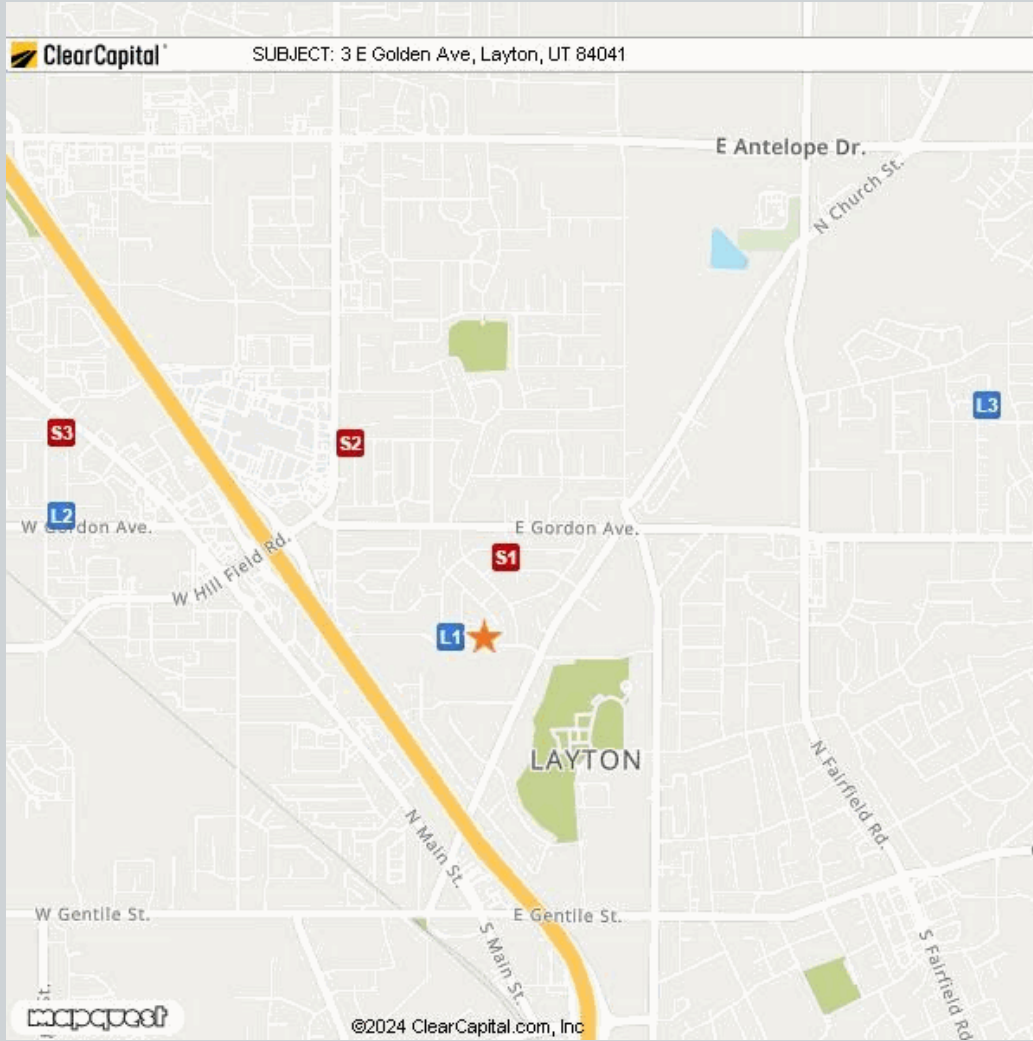 ClearCapital
SUBJECT: 3 E Golden Ave, Layton, UT 84041
E Antelope Dr.
N Church St.
L3
S3
S2
L2
W Gordon Ave.
E Gordon Ave.
S1
W Hill Field Rd.
L1
LAYTON
N Fairfield Rd.
N Main St.
W Gentile St.
E Gentile St.
S Main St.
S Fairfield Rd
St.
mapquest
©2024 ClearCapital.com, Inc